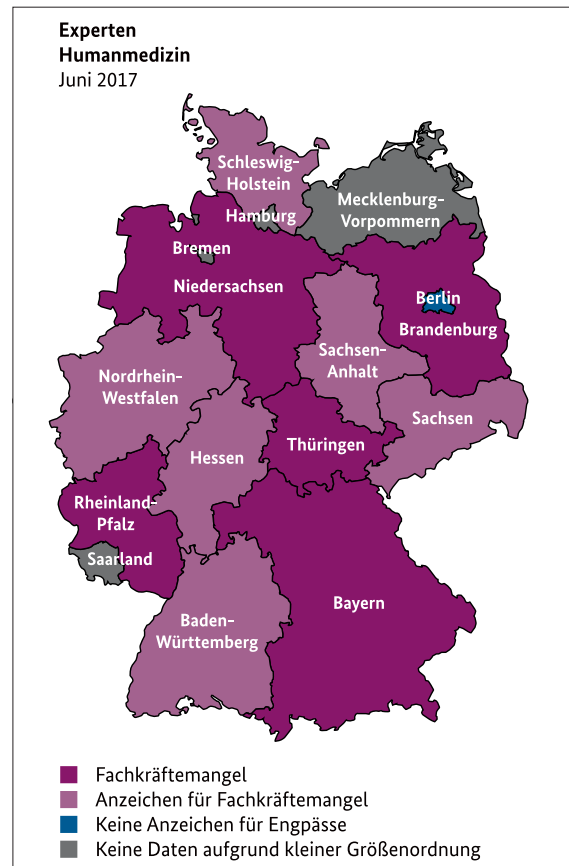 Experten
Humanmedizin
Juni 2017
Schleswig-
Holstein
Mecklenburg-
Vorpommern
Hamburg
Bremen
Niedersachsen
Berlin
Brandenburg
Sachsen-
Anhalt
Nordrhein-
Westfalen
Sachsen
Thüringen
Hessen
Rheinland-
Pfalz
Saarland
Bayern
Baden-
Württemberg
Fachkräftemangel
Anzeichen für Fachkräftemangel
Keine Anzeichen für Engpässe
Keine Daten aufgrund kleiner Größenordnung